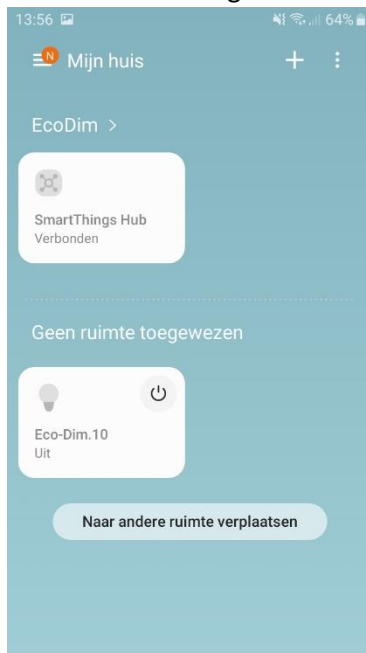 13:56 64%
N Mijn huis
EcoDim >
SmartThings Hub
Verbonden
Geen ruimte toegewezen
Eco-Dim.10
Uit
Naar andere ruimte verplaatsen